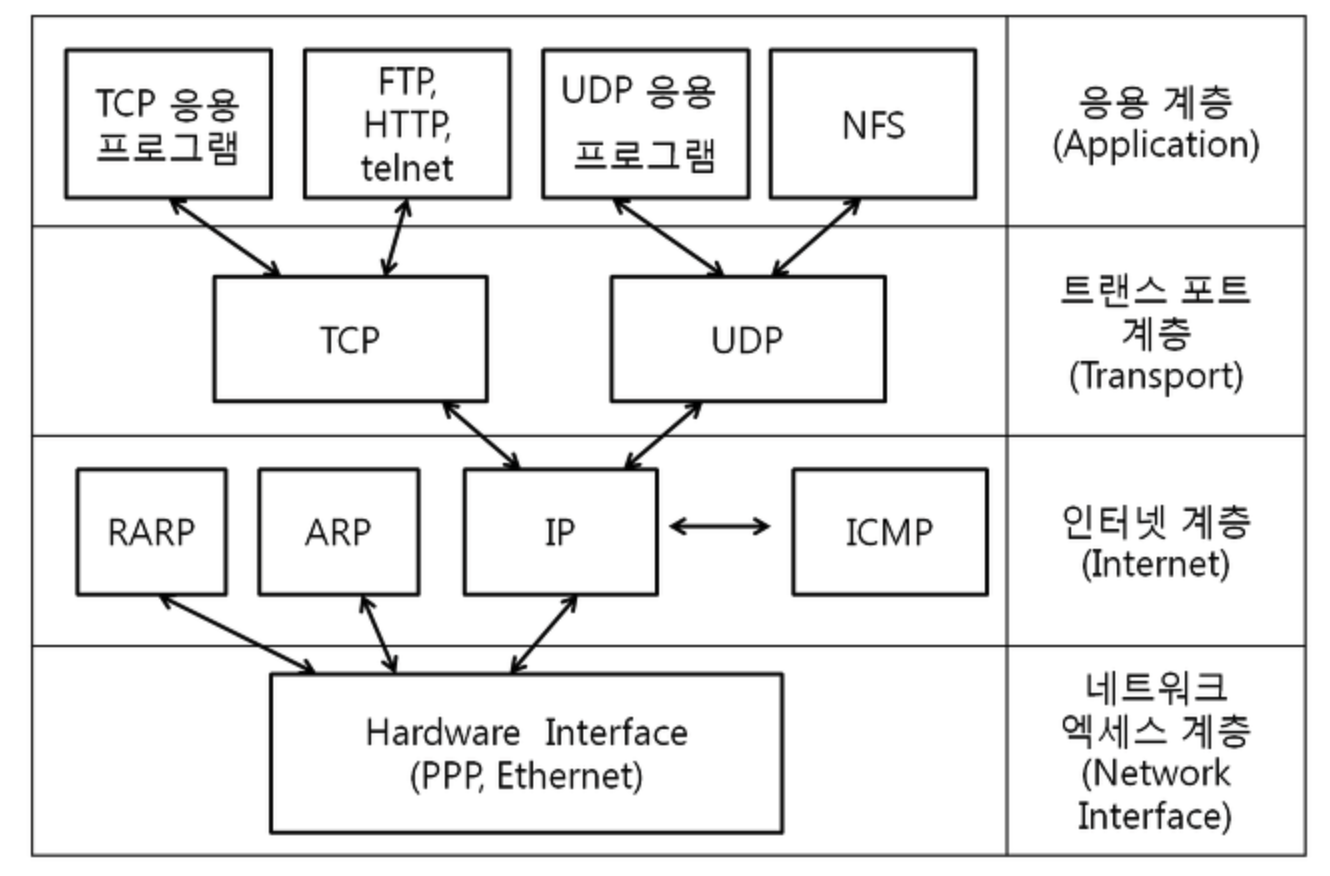 TCP 응용
프로그램
FTP,
HTTP,
telnet
UDP 응용
프로그램
NFS
응용 계층
(Application)
TCP
UDP
트랜스 포트
계층
(Transport)
RARP
ARP
IP
ICMP
인터넷 계층
(Internet)
Hardware Interface
(PPP, Ethernet)
네트워크
엑세스 계층
(Network
Interface)